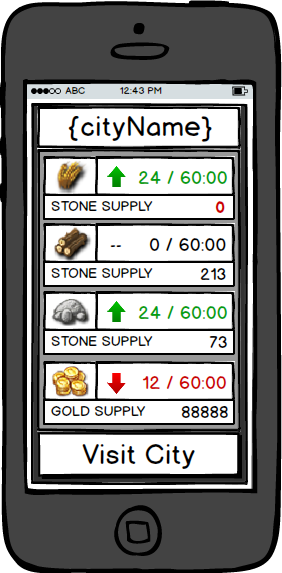 ABC 12:43 PM
{cityName}
24 / 60:00
STONE SUPPLY 0
-- 0 / 60:00
STONE SUPPLY 213
24 / 60:00
STONE SUPPLY 73
12 / 60:00
GOLD SUPPLY 88888
Visit City